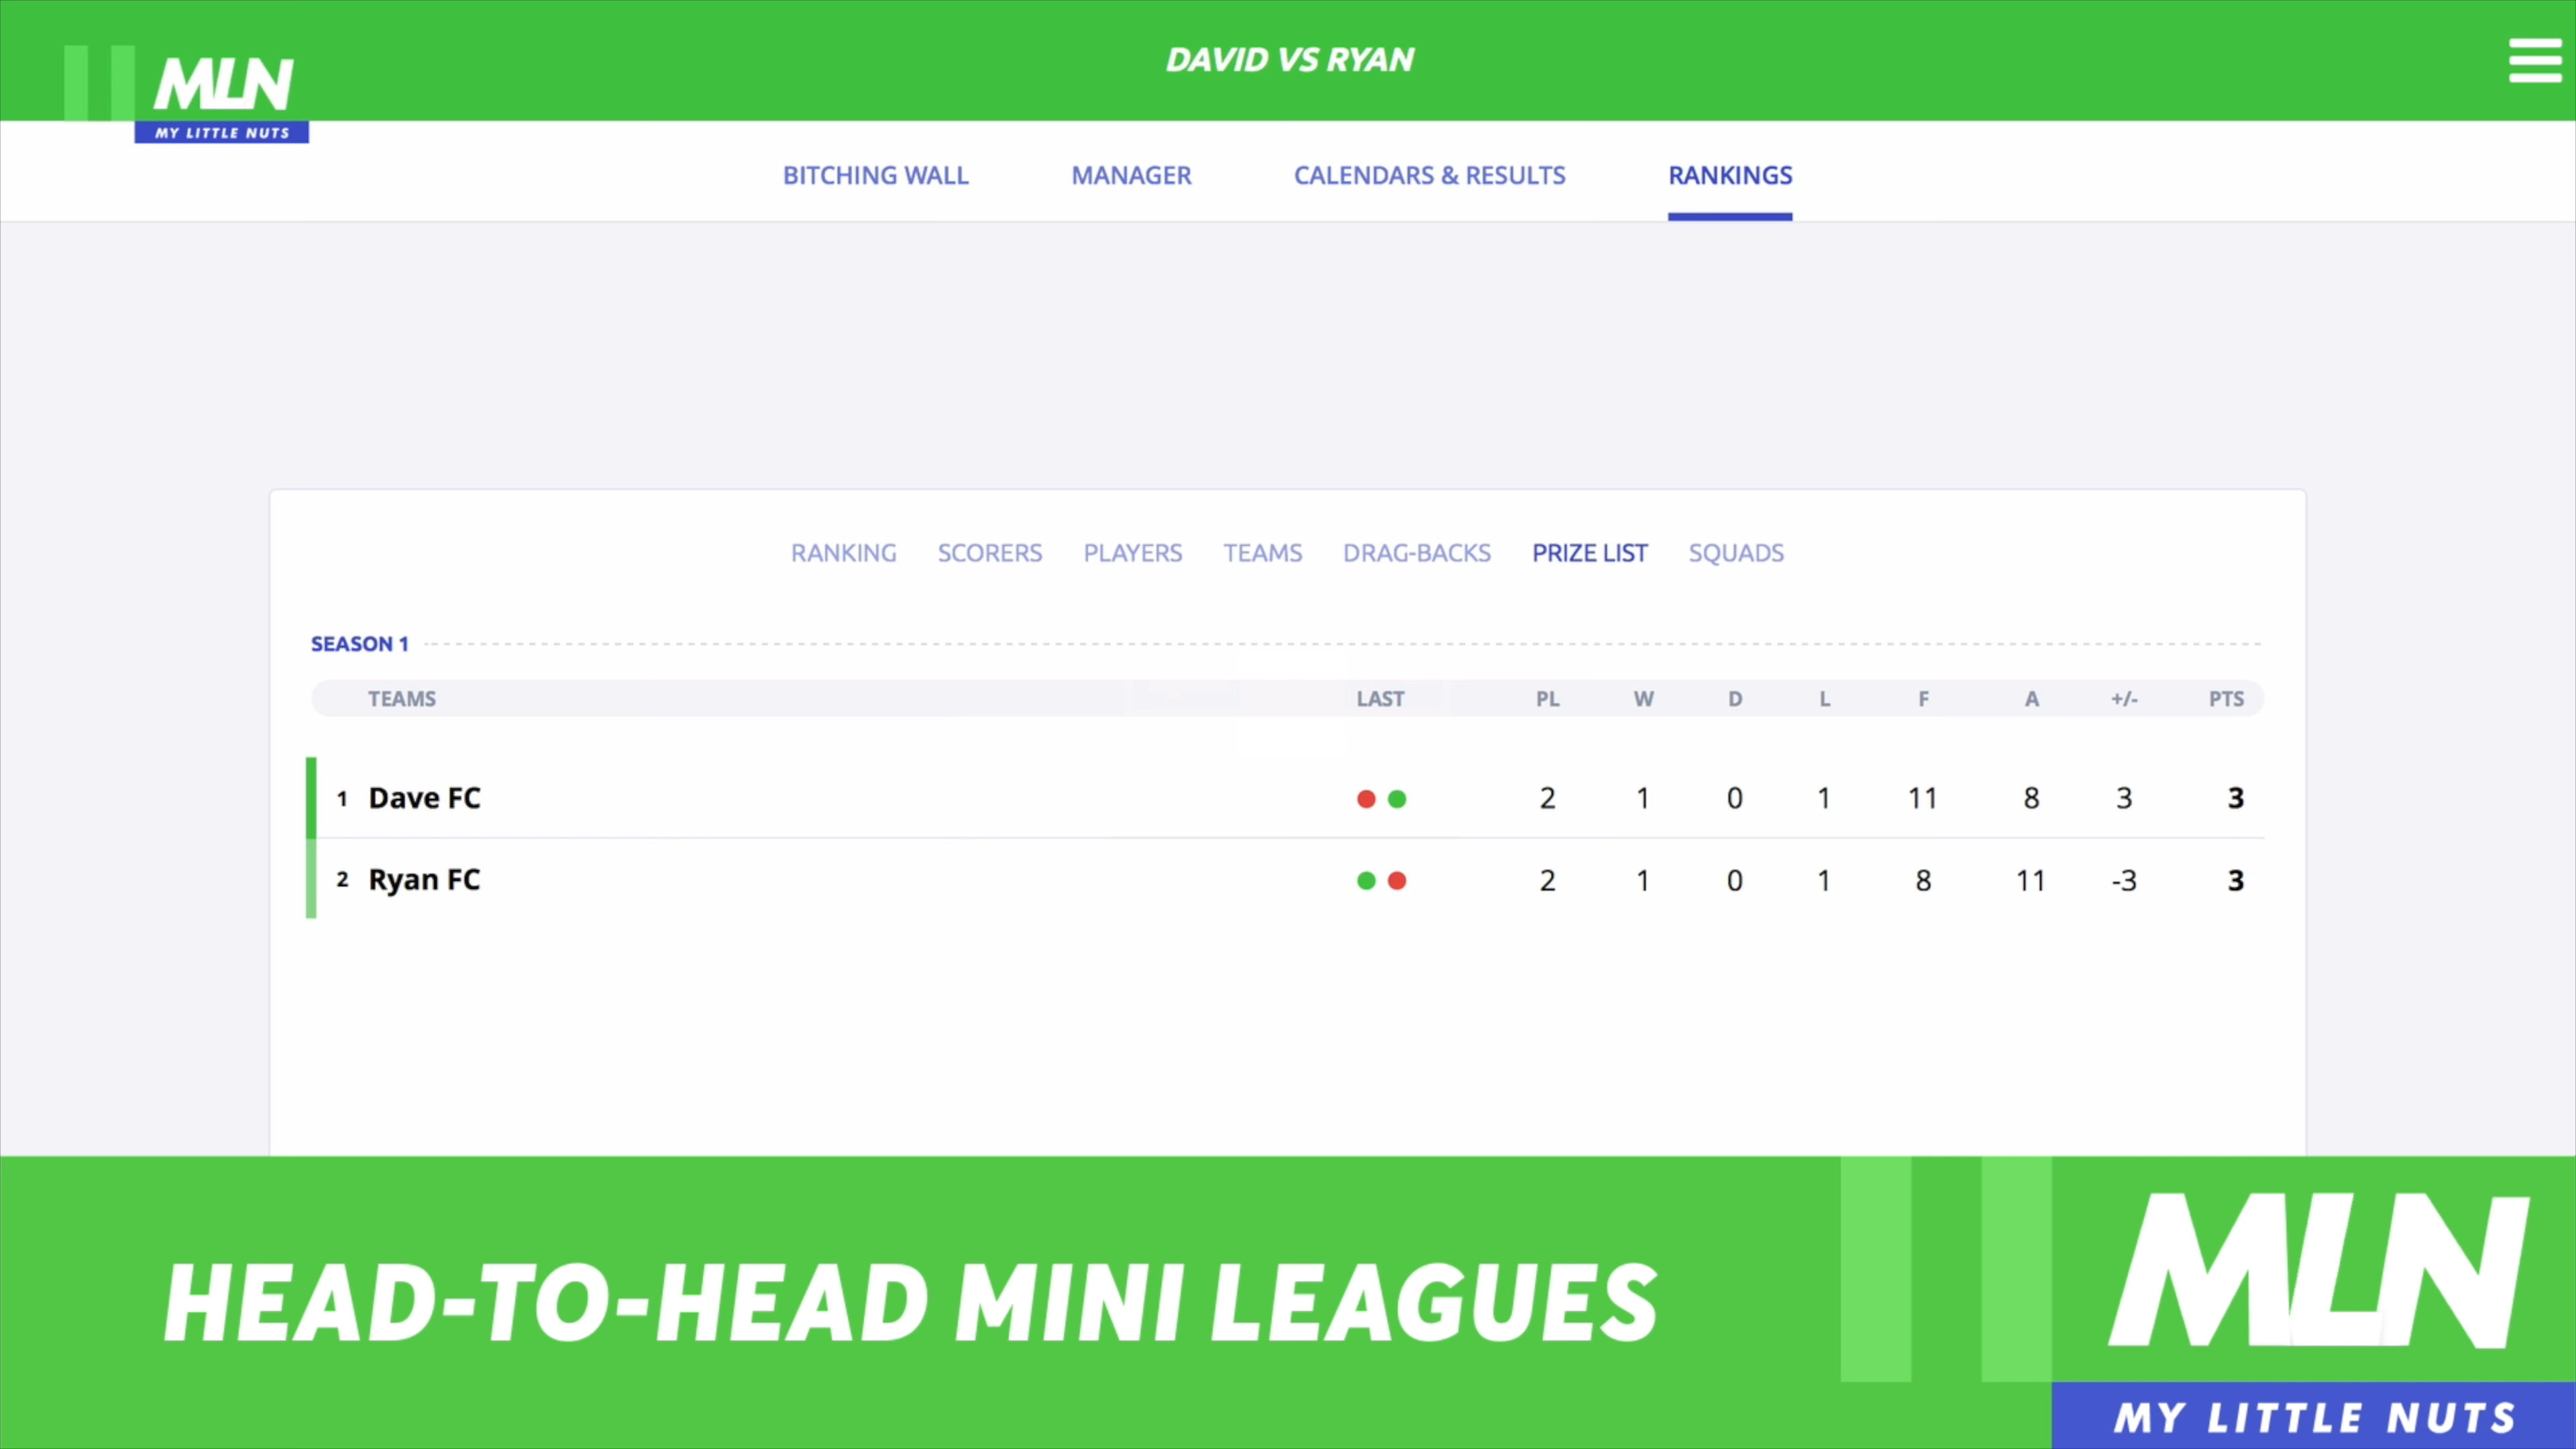 DAVID VS RYAN
MLN
MY LITTLE NUTS
BITCHING WALL MANAGER CALENDARS & RESULTS RANKINGS
RANKING SCORERS PLAYERS TEAMS DRAG-BACKS PRIZE LIST SQUADS
SEASON 1
TEAMS LAST PL W D L F A +/- PTS
1 Dave FC 2 1 0 1 11 8 3 3
2 Ryan FC 2 1 0 1 8 11 -3 3
HEAD-TO-HEAD MINI LEAGUES
MLN
MY LITTLE NUTS